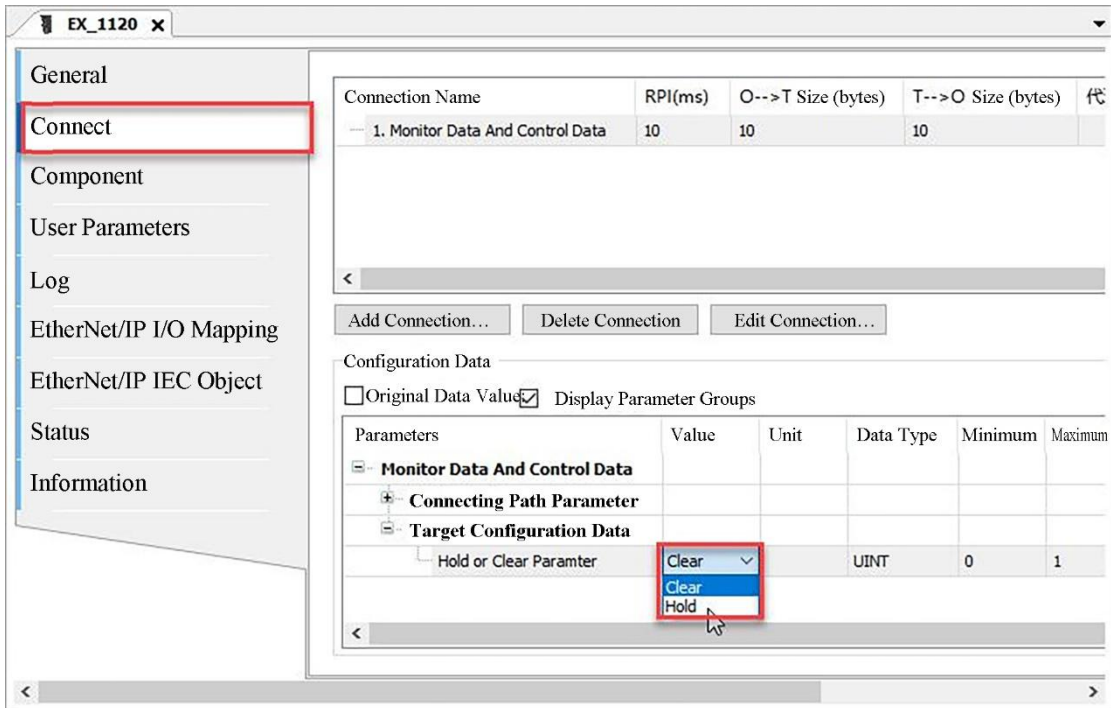 EX_1120
General
Connect
Component
User Parameters
Log
EtherNet/IP I/O Mapping
EtherNet/IP IEC Object
Status
Information
Connection Name RPI(ms) O-->T Size (bytes) T-->O Size (bytes)
1. Monitor Data And Control Data 10 10 10
Add Connection... Delete Connection Edit Connection...
Configuration Data
Original Data Value Display Parameter Groups
Parameters Value Unit Data Type Minimum Maximum
Monitor Data And Control Data
Connecting Path Parameter
Target Configuration Data
Hold or Clear Paramter Clear UINT 0 1
Clear
Hold